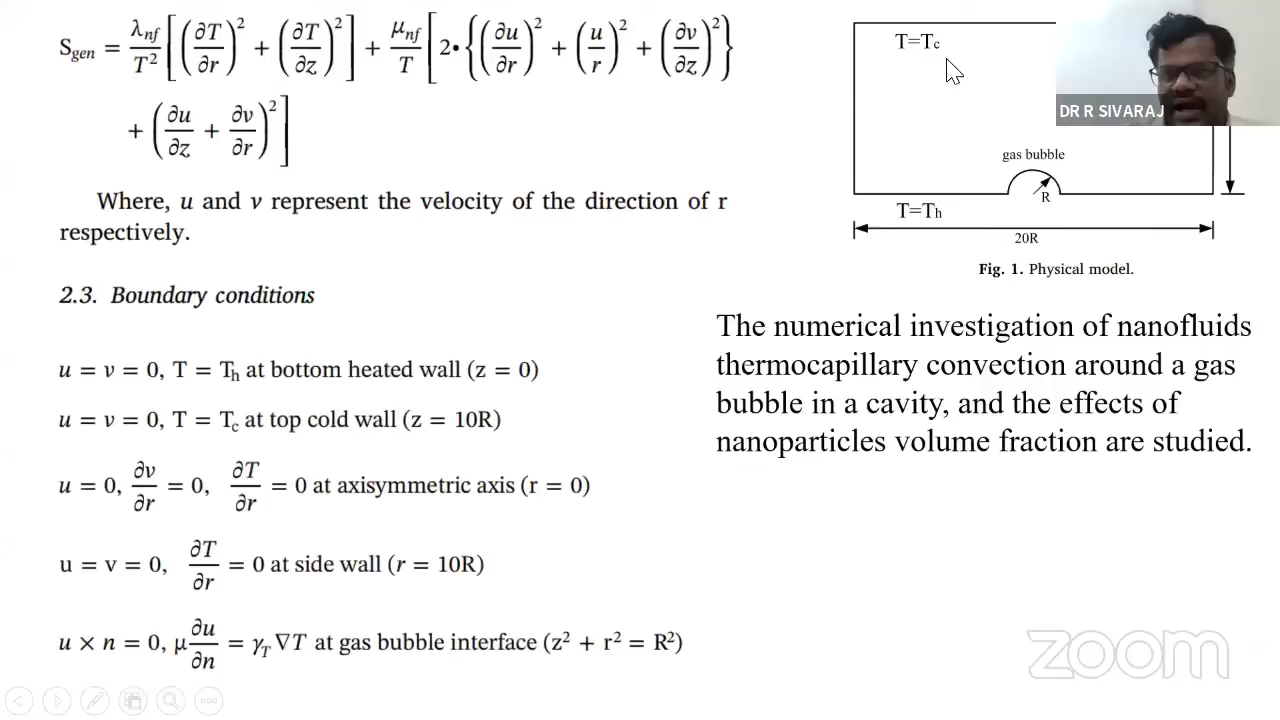 S_gen = λ_nf/T² [(∂T/∂r)² + (∂T/∂z)²] + μ_nf/T [2•{(∂u/∂r)² + (u/r)² + (∂v/∂z)²}
+ (∂u/∂z + ∂v/∂r)²]
Where, u and v represent the velocity of the direction of r
respectively.
2.3. Boundary conditions
u = v = 0, T = T_h at bottom heated wall (z = 0)
u = v = 0, T = T_c at top cold wall (z = 10R)
u = 0, ∂v/∂r = 0, ∂T/∂r = 0 at axisymmetric axis (r = 0)
u = v = 0, ∂T/∂r = 0 at side wall (r = 10R)
u × n = 0, μ ∂u/∂n = γ_T ∇T at gas bubble interface (z² + r² = R²)
T=Tc
DR R SIVARAJ
gas bubble
R
T=Th
20R
Fig. 1. Physical model.
The numerical investigation of nanofluids
thermocapillary convection around a gas
bubble in a cavity, and the effects of
nanoparticles volume fraction are studied.
zoom